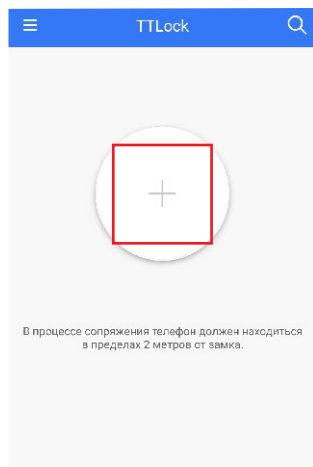 TTLock
В процессе сопряжения телефон должен находиться
в пределах 2 метров от замка.